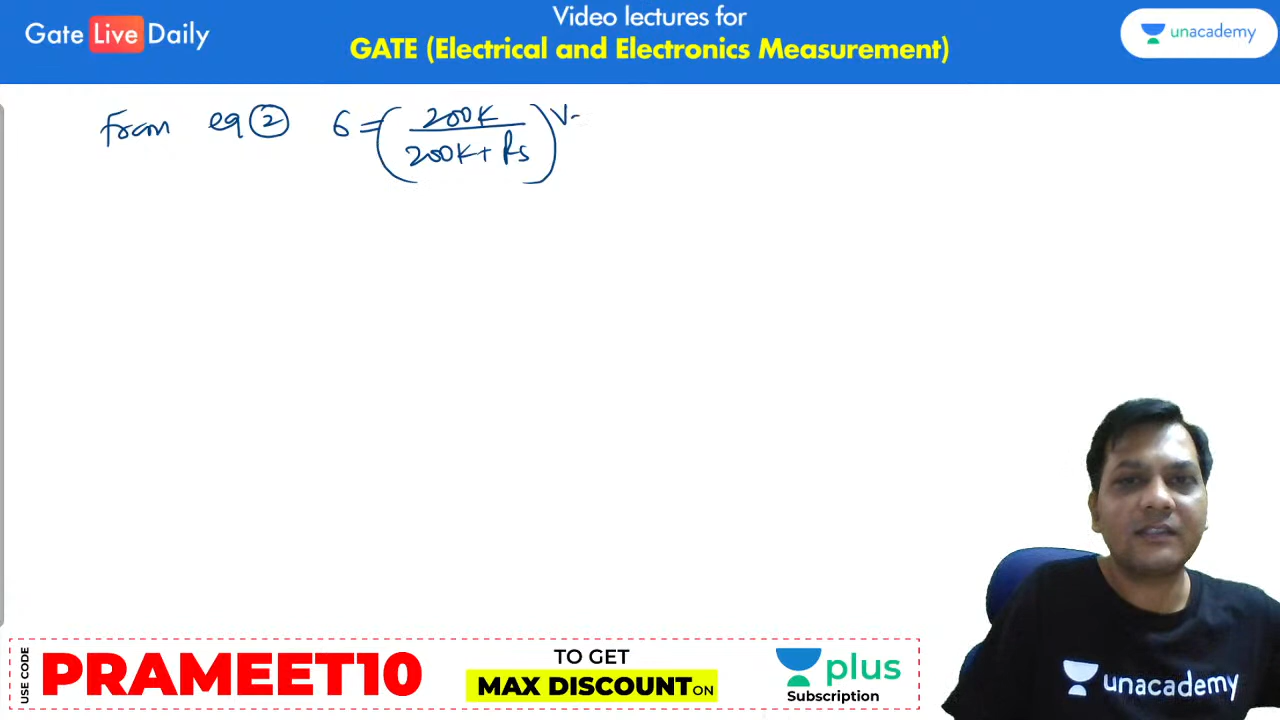 Gate Live Daily
Video lectures for
GATE (Electrical and Electronics Measurement)
unacademy
from eq ② 6 = (200K / 200K + Rs) V-
unacademy
USE CODE
PRAMEET10
TO GET
MAX DISCOUNT ON
plus
Subscription